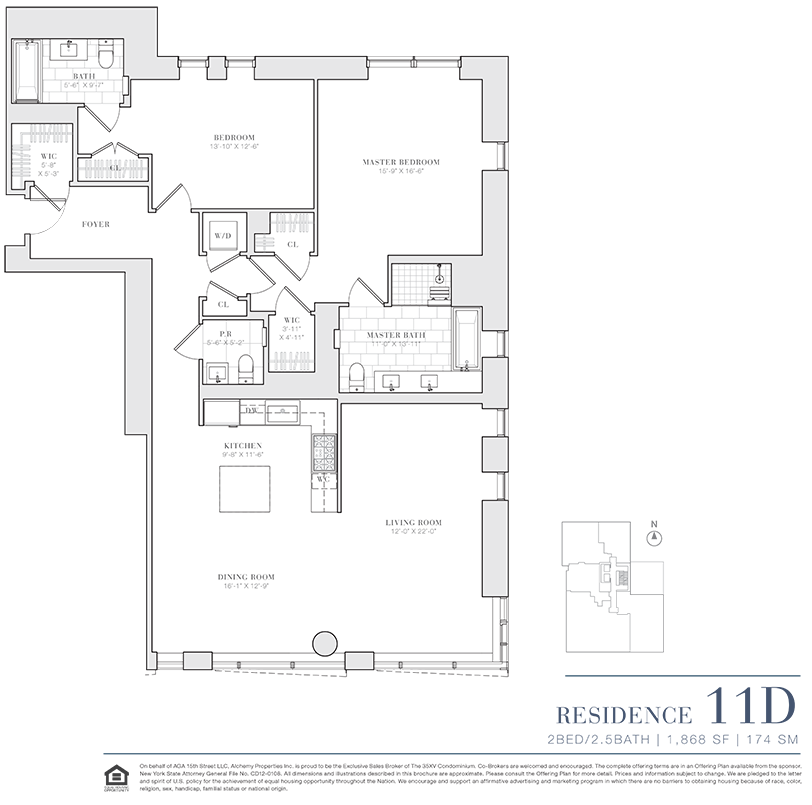 BATH
5'-6" X 9'-7"
WIC
5'-8"
X 5'-3"
CL
BEDROOM
13'-10" X 12'-6"
MASTER BEDROOM
15'-9" X 16'-6"
FOYER
W/D
CL
CL
WIC
3'-11"
X 4'-11"
P.R
5'-6" X 5'-2"
MASTER BATH
11'-0" X 13'-11"
DW
KITCHEN
9'-8" X 11'-6"
WC
LIVING ROOM
12'-0" X 22'-0"
DINING ROOM
16'-1" X 12'-9"
N
RESIDENCE 11D
2BED/2.5BATH | 1,868 SF | 174 SM
On behalf of AGA 15th Street LLC, Alchemy Properties Inc. is proud to be the Exclusive Sales Broker of The 35XV Condominium. Co-Brokers are welcomed and encouraged. The complete offering terms are in an Offering Plan available from the sponsor.
New York State Attorney General File No. CD12-0108. All dimensions and illustrations described in this brochure are approximate. Please consult the Offering Plan for more detail. Prices and information subject to change. We are pledged to the letter
and spirit of U.S. policy for the achievement of equal housing opportunity throughout the Nation. We encourage and support an affirmative advertising and marketing program in which there are no barriers to obtaining housing because of race, color,
religion, sex, handicap, familial status or national origin.
EQUAL HOUSING
OPPORTUNITY